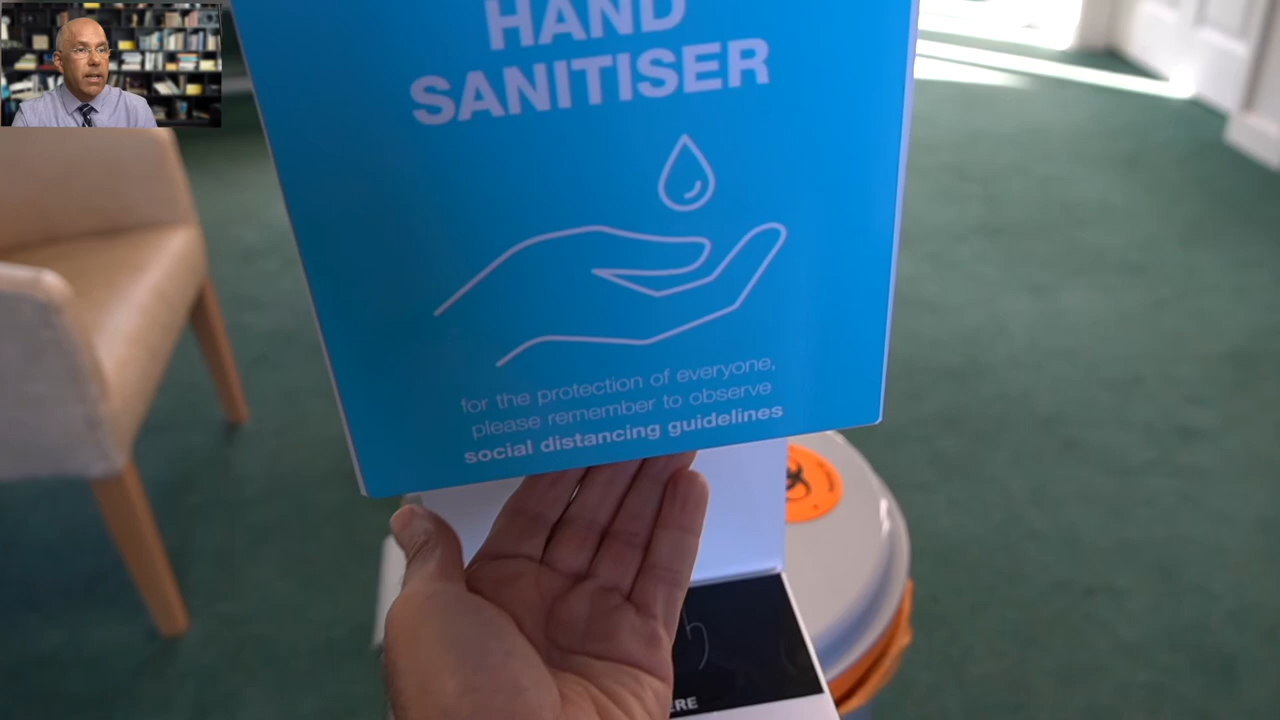 HAND
SANITISER
for the protection of everyone,
please remember to observe
social distancing guidelines